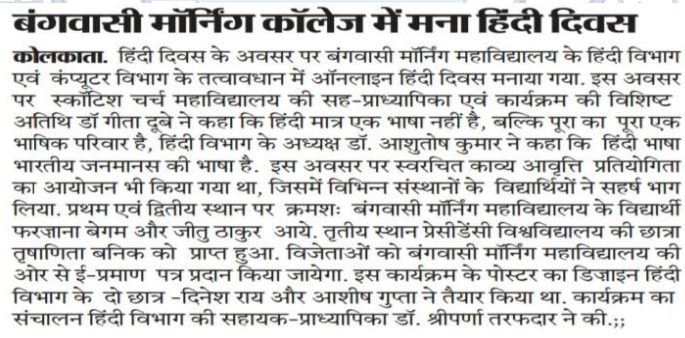 बंगवासी मॉर्निंग कॉलेज में मना हिंदी दिवस
कोलकाता. हिंदी दिवस के अवसर पर बंगवासी मॉर्निंग महाविद्यालय के हिंदी विभाग
एवं कंप्यूटर विभाग के तत्वावधान में ऑनलाइन हिंदी दिवस मनाया गया. इस अवसर
पर स्कॉटिश चर्च महाविद्यालय की सह-प्राध्यापिका एवं कार्यक्रम की विशिष्ट
अतिथि डॉ गीता दूबे ने कहा कि हिंदी मात्र एक भाषा नहीं है, बल्कि पूरा का पूरा एक
भाषिक परिवार है, हिंदी विभाग के अध्यक्ष डॉ. आशुतोष कुमार ने कहा कि हिंदी भाषा
भारतीय जनमानस की भाषा है. इस अवसर पर स्वरचित काव्य आवृत्ति प्रतियोगिता
का आयोजन भी किया गया था, जिसमें विभिन्न संस्थानों के विद्यार्थियों ने सहर्ष भाग
लिया. प्रथम एवं द्वितीय स्थान पर क्रमशः बंगवासी मॉर्निंग महाविद्यालय के विद्यार्थी
फरज़ाना बेगम और जीतु ठाकुर आये. तृतीय स्थान प्रेसीडेंसी विश्वविद्यालय की छात्रा
तृषाणिता बनिक को प्राप्त हुआ. विजेताओं को बंगवासी मॉर्निंग महाविद्यालय की
ओर से ई-प्रमाण पत्र प्रदान किया जायेगा. इस कार्यक्रम के पोस्टर का डिज़ाइन हिंदी
विभाग के दो छात्र -दिनेश राय और आशीष गुप्ता ने तैयार किया था. कार्यक्रम का
संचालन हिंदी विभाग की सहायक-प्राध्यापिका डॉ. श्रीपर्णा तरफदार ने की.;;